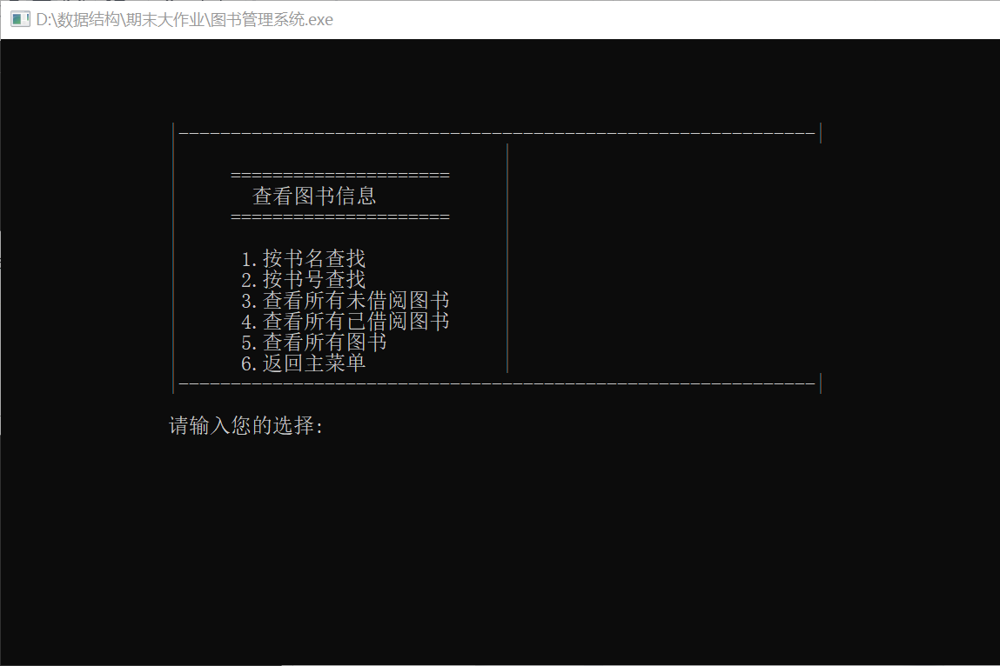 D:\数据结构\期末大作业\图书管理系统.exe
|-------------------------------------------------------------|
=====================
查看图书信息
=====================
1.按书名查找
2.按书号查找
3.查看所有未借阅图书
4.查看所有已借阅图书
5.查看所有图书
6.返回主菜单
|-------------------------------------------------------------|
请输入您的选择: